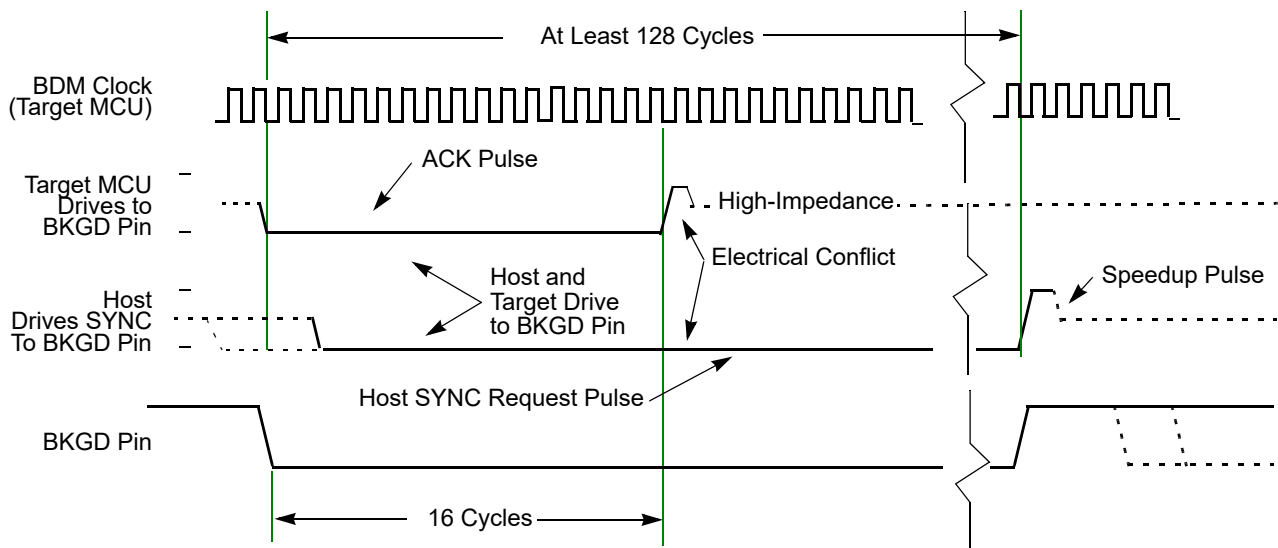 At Least 128 Cycles
BDM Clock
(Target MCU)
ACK Pulse
Target MCU
Drives to
BKGD Pin
High-Impedance
Electrical Conflict
Host and
Target Drive
to BKGD Pin
Speedup Pulse
Host
Drives SYNC
To BKGD Pin
Host SYNC Request Pulse
BKGD Pin
16 Cycles